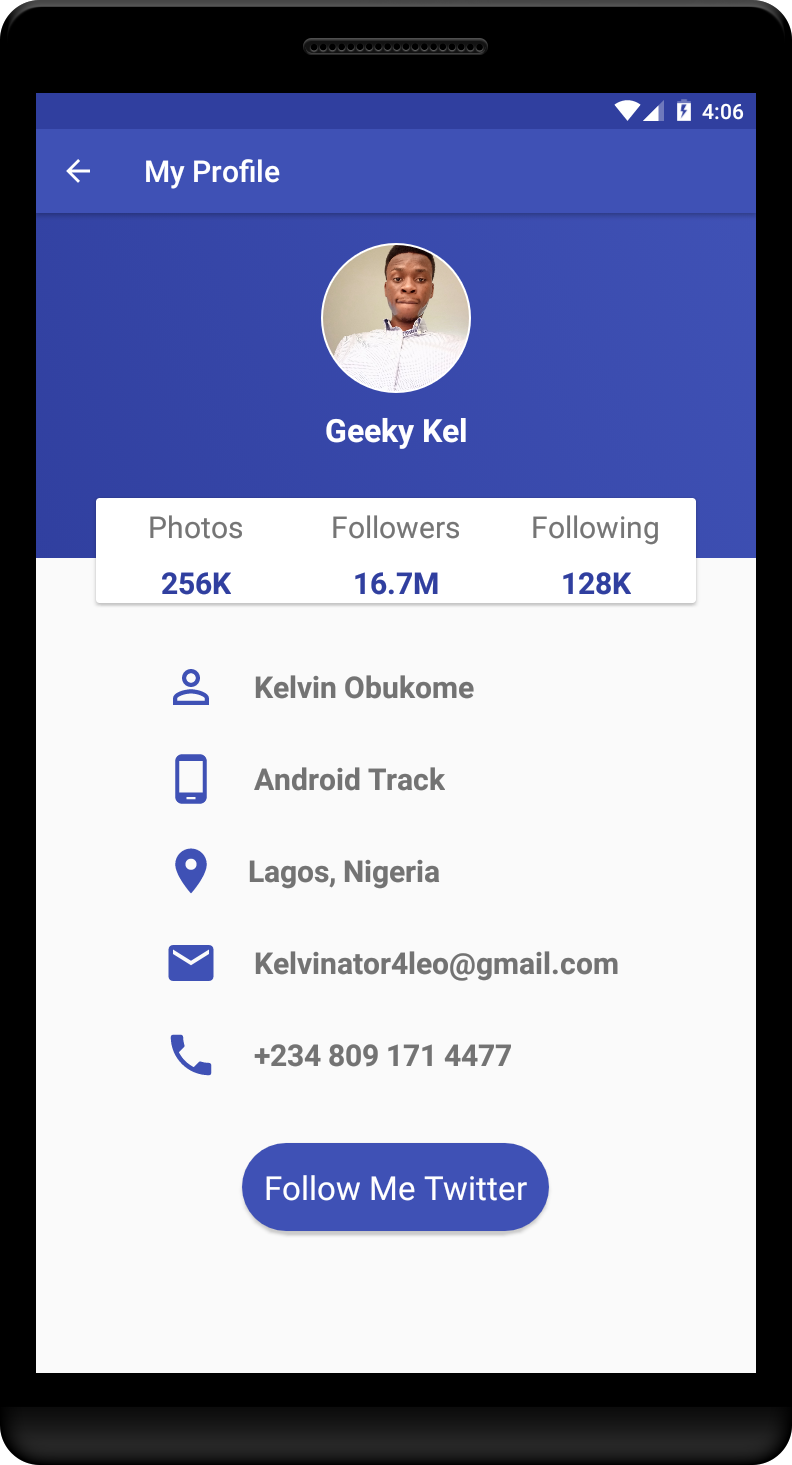 4:06
My Profile
Geeky Kel
Photos Followers Following
256K 16.7M 128K
Kelvin Obukome
Android Track
Lagos, Nigeria
Kelvinator4leo@gmail.com
+234 809 171 4477
Follow Me Twitter